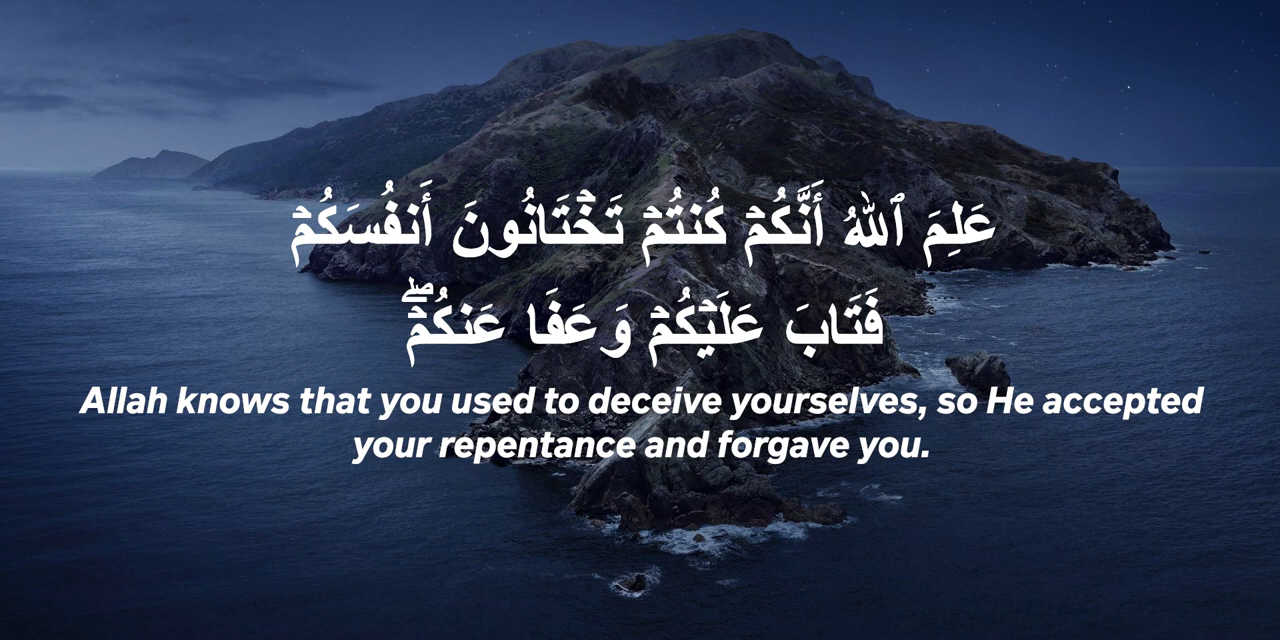 عَلِمَ ٱللَّهُ أَنَّكُمۡ كُنتُمۡ تَخۡتَانُونَ أَنفُسَكُمۡ
فَتَابَ عَلَيۡكُمۡ وَعَفَا عَنكُمۡۖ
Allah knows that you used to deceive yourselves, so He accepted
your repentance and forgave you.